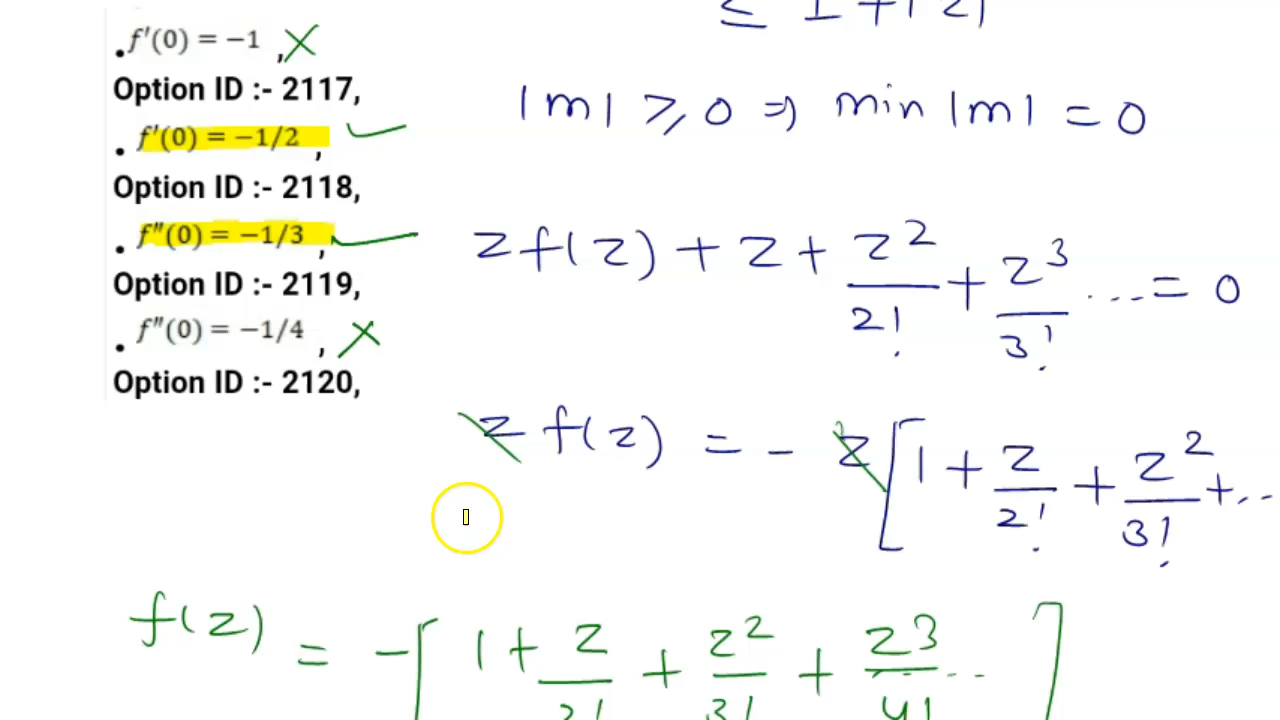 ≤ 1 + |z|
• f'(0) = −1 , ✗
Option ID :- 2117,
• f'(0) = −1/2 , ✓
Option ID :- 2118,
• f"(0) = −1/3 , ✓
Option ID :- 2119,
• f"(0) = −1/4 , ✗
Option ID :- 2120,
|m| ≥ 0 ⇒ min |m| = 0
z f(z) + z + z²/2! + z³/3! ... = 0
z f(z) = - z [ 1 + z/2! + z²/3! + ...
f(z) = - [ 1 + z/2! + z²/3! + z³/4! ... ]